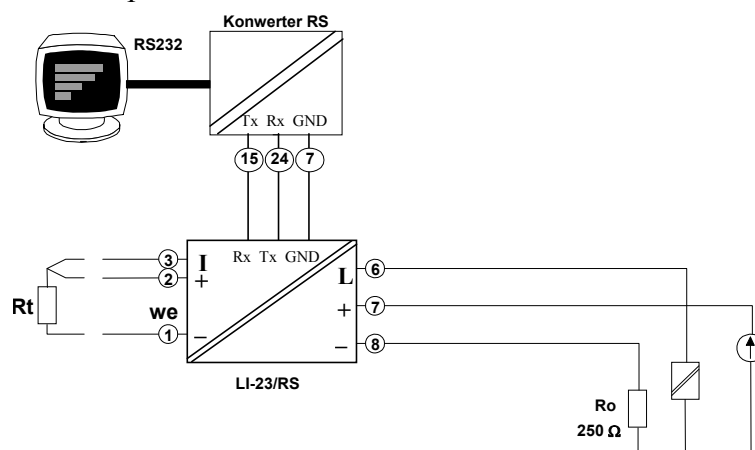 Konwerter RS
RS232
Tx Rx GND
15 24 7
Rx Tx GND
3 I
2 +
L 6
+ 7
Rt
we
1 −
− 8
LI-23/RS
Ro
250 Ω